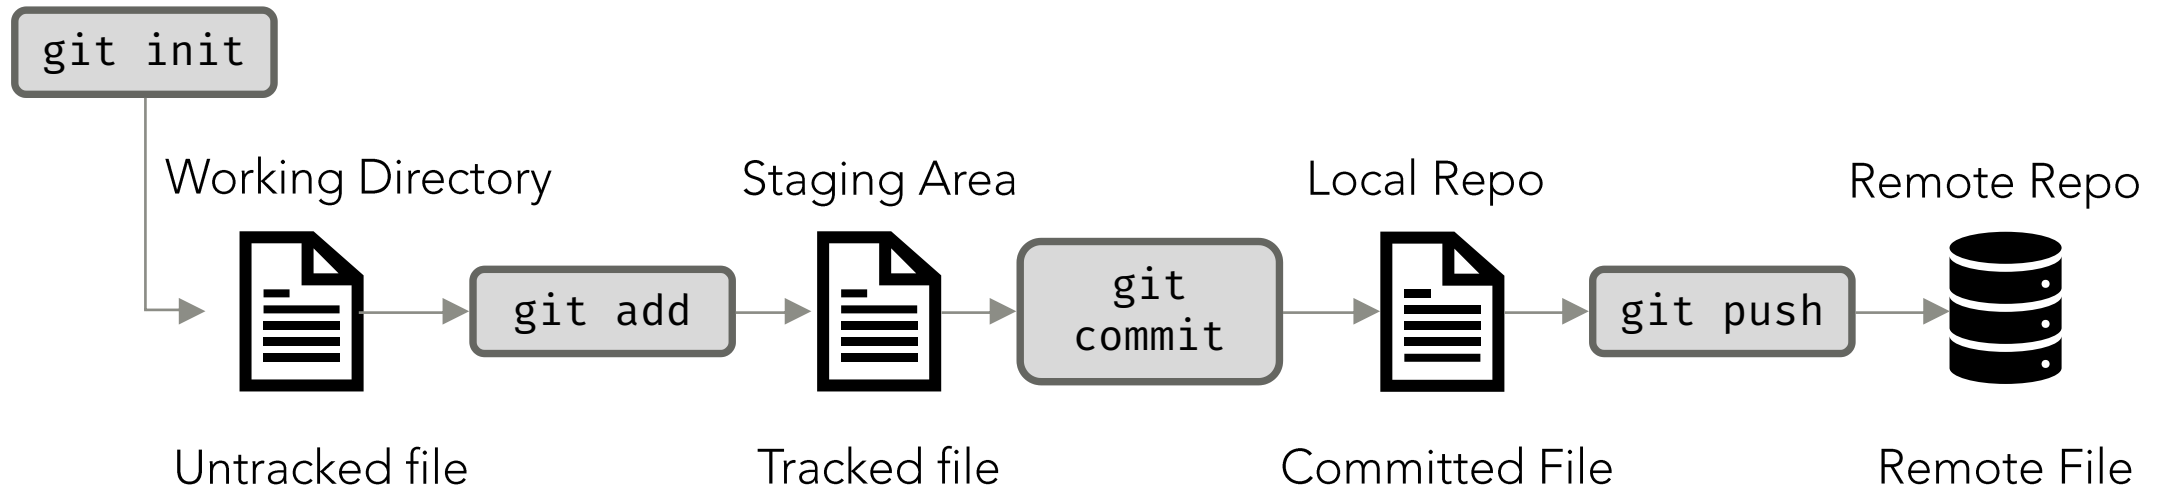 git init
Working Directory
Staging Area
Local Repo
Remote Repo
git add
git
commit
git push
Untracked file
Tracked file
Committed File
Remote File